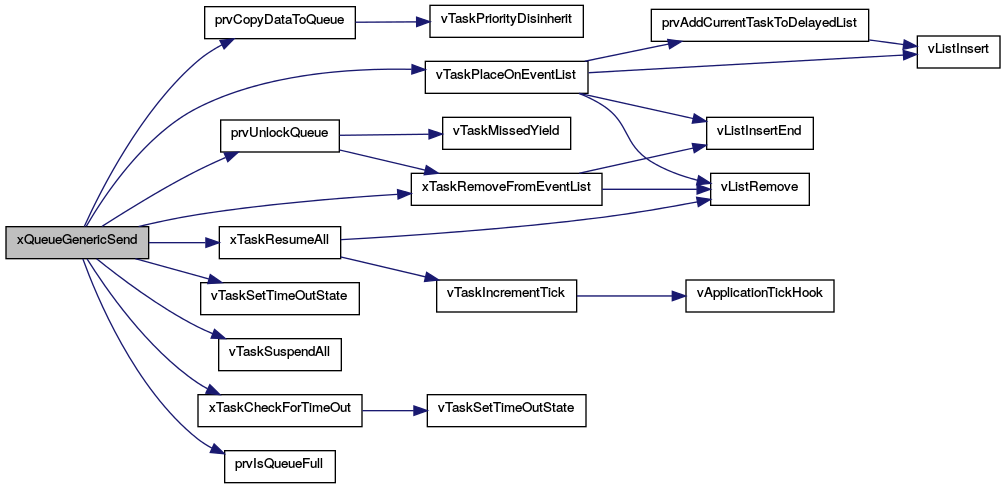 prvCopyDataToQueue
vTaskPriorityDisinherit
prvAddCurrentTaskToDelayedList
vListInsert
vTaskPlaceOnEventList
prvUnlockQueue
vTaskMissedYield
vListInsertEnd
xTaskRemoveFromEventList
vListRemove
xQueueGenericSend
xTaskResumeAll
vTaskSetTimeOutState
vTaskIncrementTick
vApplicationTickHook
vTaskSuspendAll
xTaskCheckForTimeOut
vTaskSetTimeOutState
prvIsQueueFull